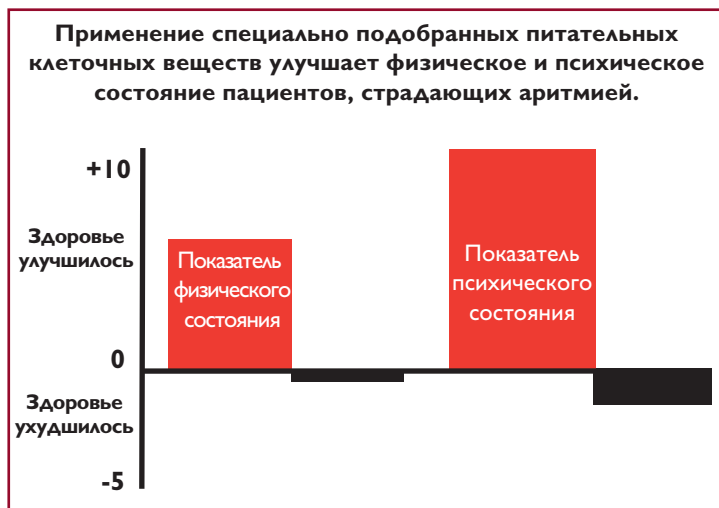 Применение специально подобранных питательных
клеточных веществ улучшает физическое и психическое
состояние пациентов, страдающих аритмией.
+10
Здоровье
улучшилось
Показатель
физического
состояния
Показатель
психического
состояния
0
Здоровье
ухудшилось
-5